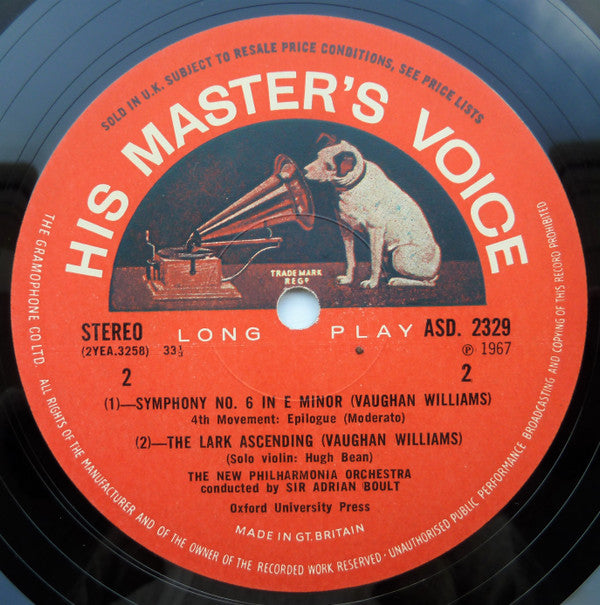 SOLD IN U.K. SUBJECT TO RESALE PRICE CONDITIONS, SEE PRICE LISTS
HIS MASTER'S VOICE
TRADE MARK
REGD
STEREO LONG PLAY ASD. 2329
(2YEA.3258) 33⅓ ℗ 1967
2 2
(1)—SYMPHONY NO. 6 IN E MINOR (VAUGHAN WILLIAMS)
4th Movement: Epilogue (Moderato)
(2)—THE LARK ASCENDING (VAUGHAN WILLIAMS)
(Solo violin: Hugh Bean)
THE NEW PHILHARMONIA ORCHESTRA
conducted by SIR ADRIAN BOULT
Oxford University Press
MADE IN GT. BRITAIN
THE GRAMOPHONE CO LTD. ALL RIGHTS OF THE MANUFACTURER AND OF THE OWNER OF THE RECORDED WORK RESERVED · UNAUTHORISED PUBLIC PERFORMANCE BROADCASTING AND COPYING OF THIS RECORD PROHIBITED